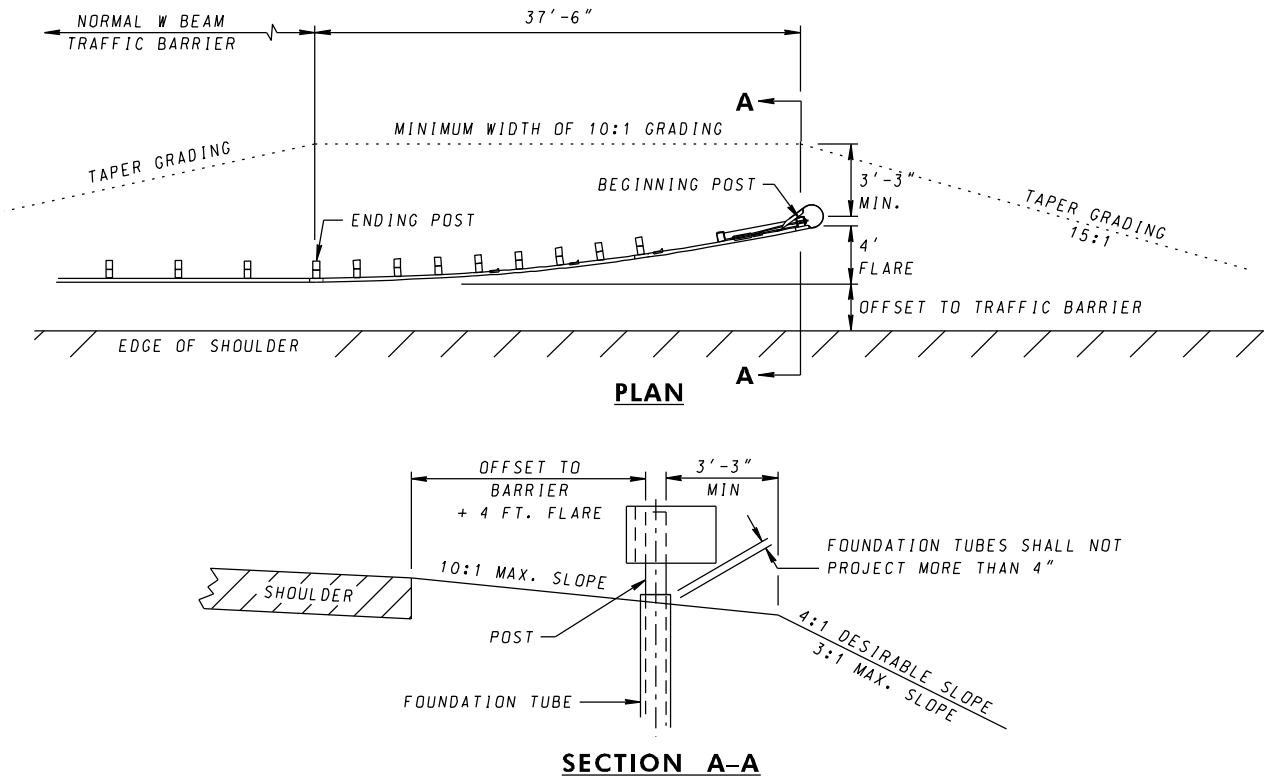 NORMAL W BEAM
TRAFFIC BARRIER
37'-6"
A
MINIMUM WIDTH OF 10:1 GRADING
TAPER GRADING
BEGINNING POST
3'-3"
MIN.
TAPER GRADING
15:1
ENDING POST
4'
FLARE
OFFSET TO TRAFFIC BARRIER
EDGE OF SHOULDER
A
PLAN
OFFSET TO
BARRIER
+ 4 FT. FLARE
3'-3"
MIN
FOUNDATION TUBES SHALL NOT
PROJECT MORE THAN 4"
10:1 MAX. SLOPE
SHOULDER
POST
4:1 DESIRABLE SLOPE
3:1 MAX. SLOPE
FOUNDATION TUBE
SECTION A–A